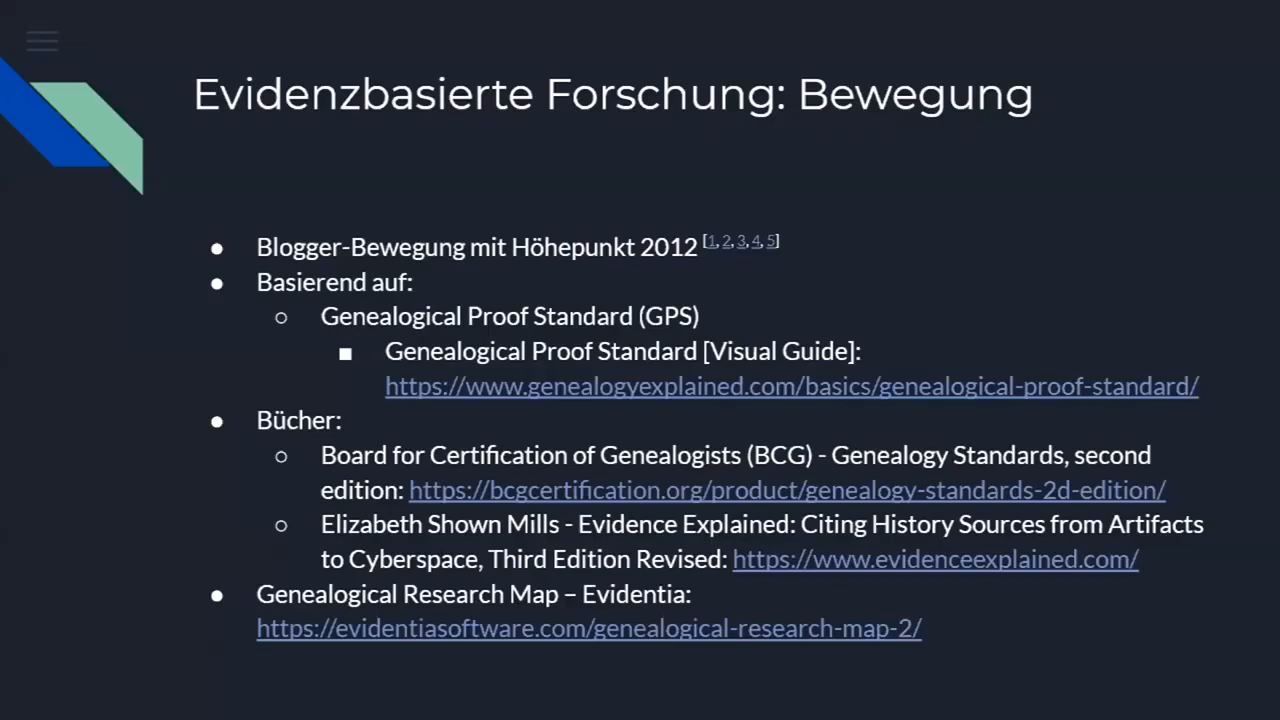 Evidenzbasierte Forschung: Bewegung
● Blogger-Bewegung mit Höhepunkt 2012 [1, 2, 3, 4, 5]
● Basierend auf:
○ Genealogical Proof Standard (GPS)
■ Genealogical Proof Standard [Visual Guide]:
https://www.genealogyexplained.com/basics/genealogical-proof-standard/
● Bücher:
○ Board for Certification of Genealogists (BCG) - Genealogy Standards, second
edition: https://bcgcertification.org/product/genealogy-standards-2d-edition/
○ Elizabeth Shown Mills - Evidence Explained: Citing History Sources from Artifacts
to Cyberspace, Third Edition Revised: https://www.evidenceexplained.com/
● Genealogical Research Map – Evidentia:
https://evidentiasoftware.com/genealogical-research-map-2/